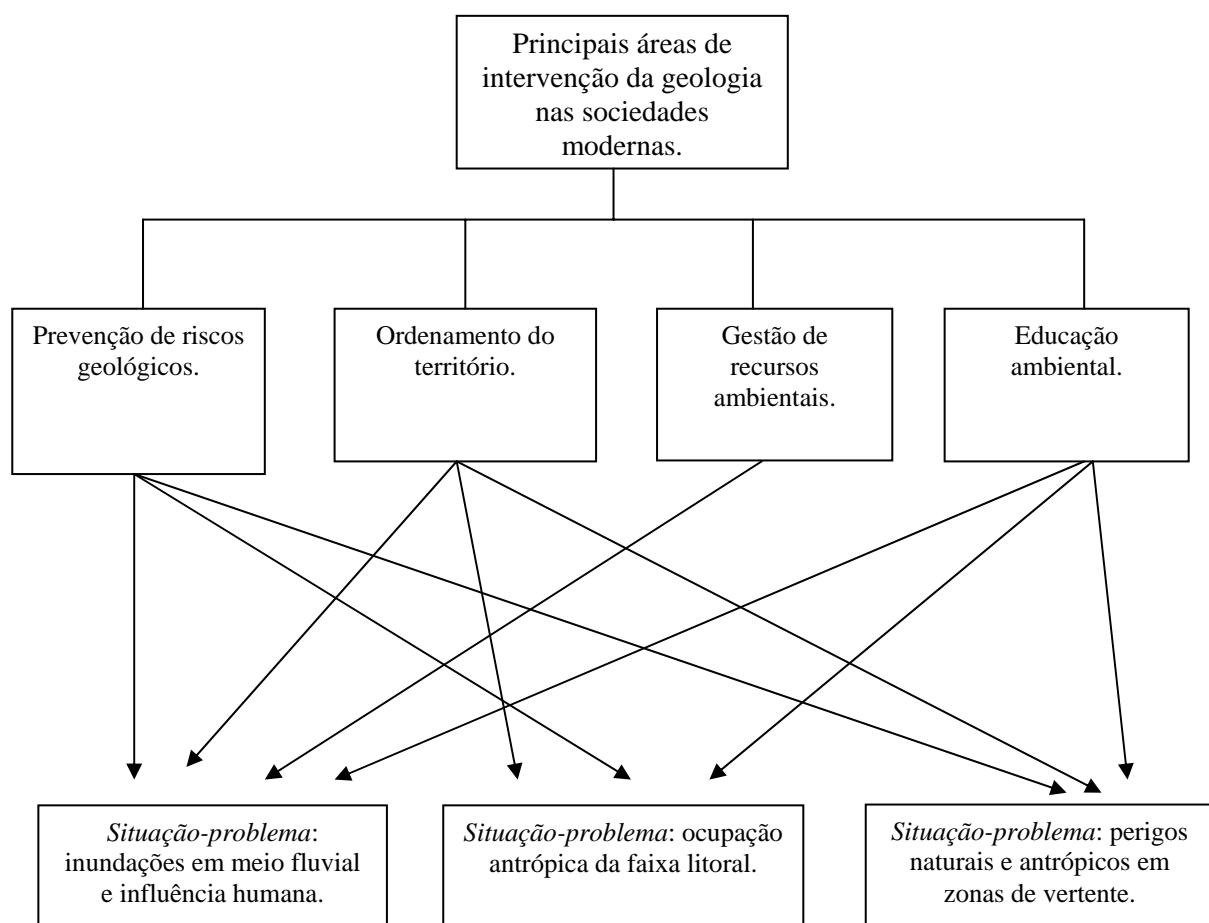 Principais áreas de
intervenção da geologia
nas sociedades
modernas.
Prevenção de riscos
geológicos.
Ordenamento do
território.
Gestão de
recursos
ambientais.
Educação
ambiental.
Situação-problema:
inundações em meio fluvial
e influência humana.
Situação-problema: ocupação
antrópica da faixa litoral.
Situação-problema: perigos
naturais e antrópicos em
zonas de vertente.